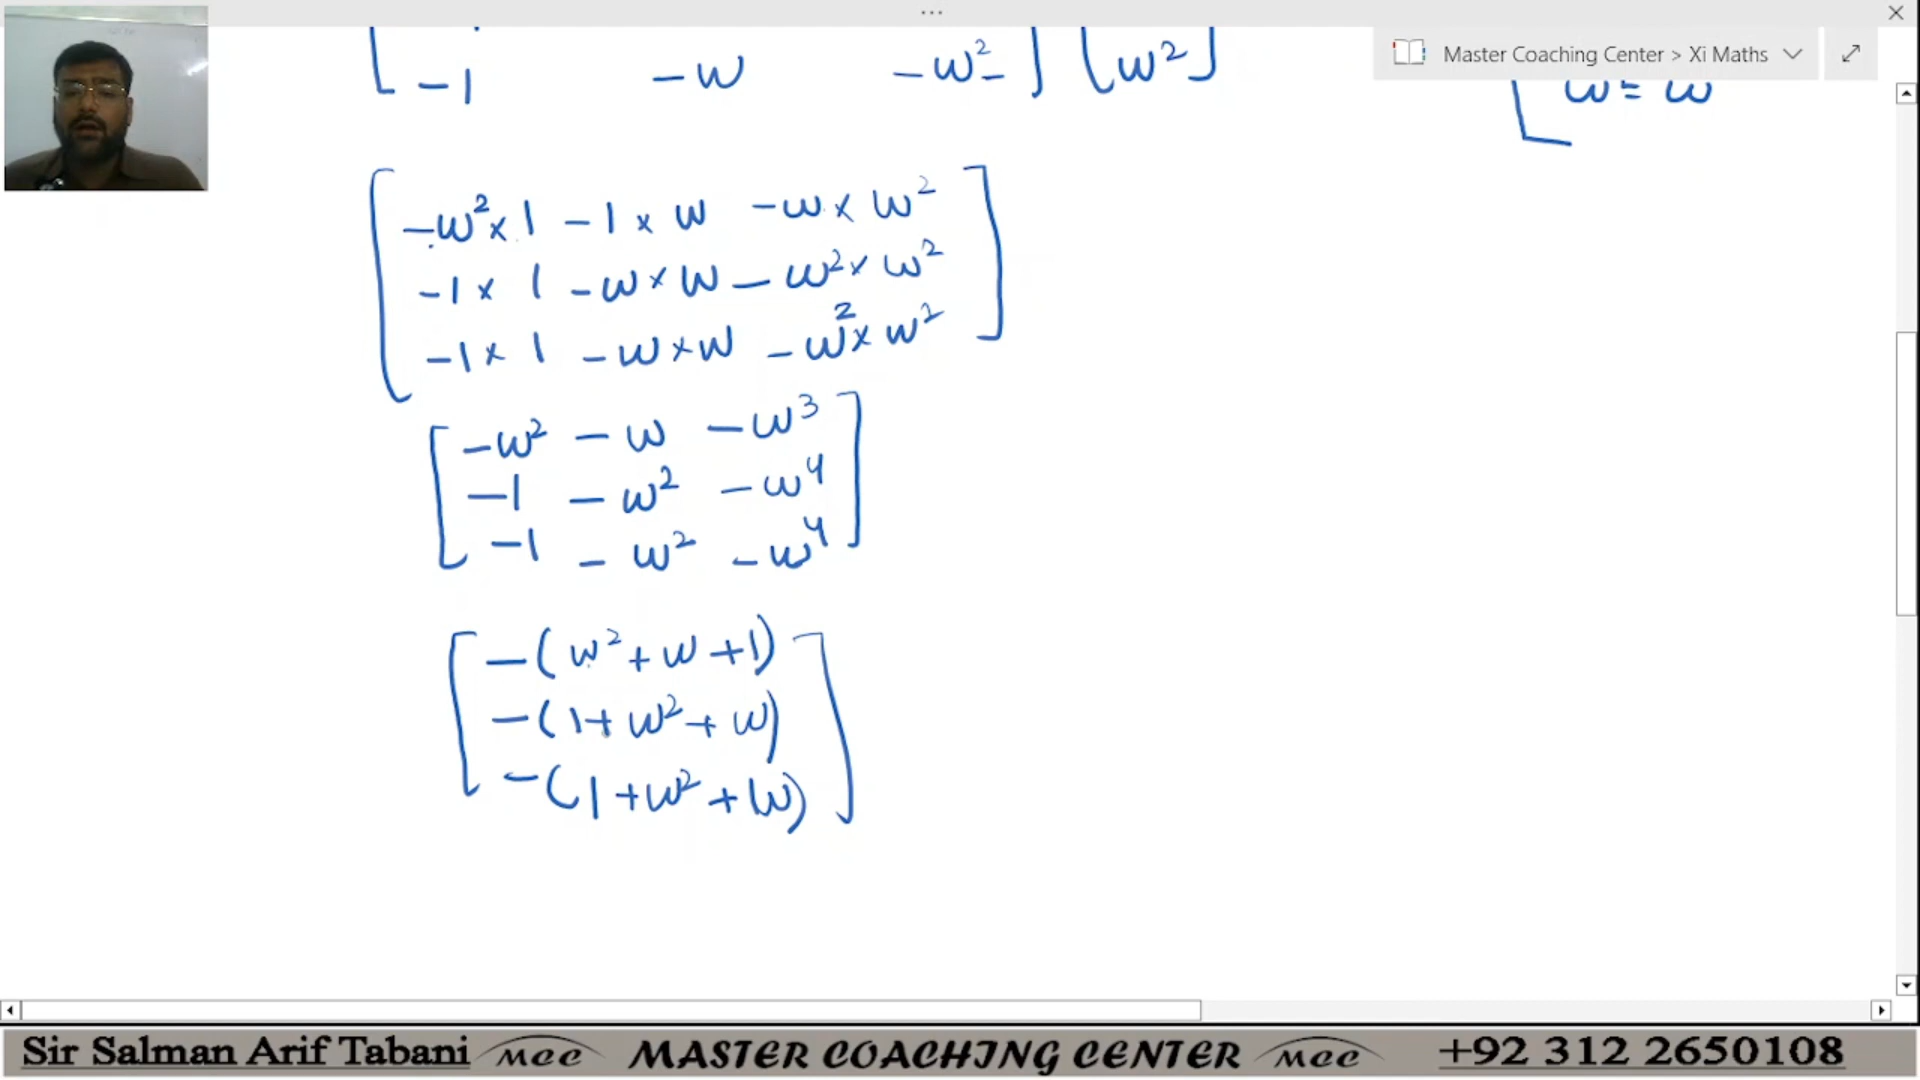 ...
Master Coaching Center > Xi Maths
-1 -w -w²- ] [w²]
w = w
-w²×1 -1×w -w×w²
-1×1 -w×w - w²×w²
-1×1 -w×w -w²×w²
-w² -w -w³
-1 -w² -w⁴
-1 -w² -w⁴
-(w²+w+1)
-(1+w²+w)
-(1+w²+w)
Sir Salman Arif Tabani MCC MASTER COACHING CENTER MCC +92 312 2650108